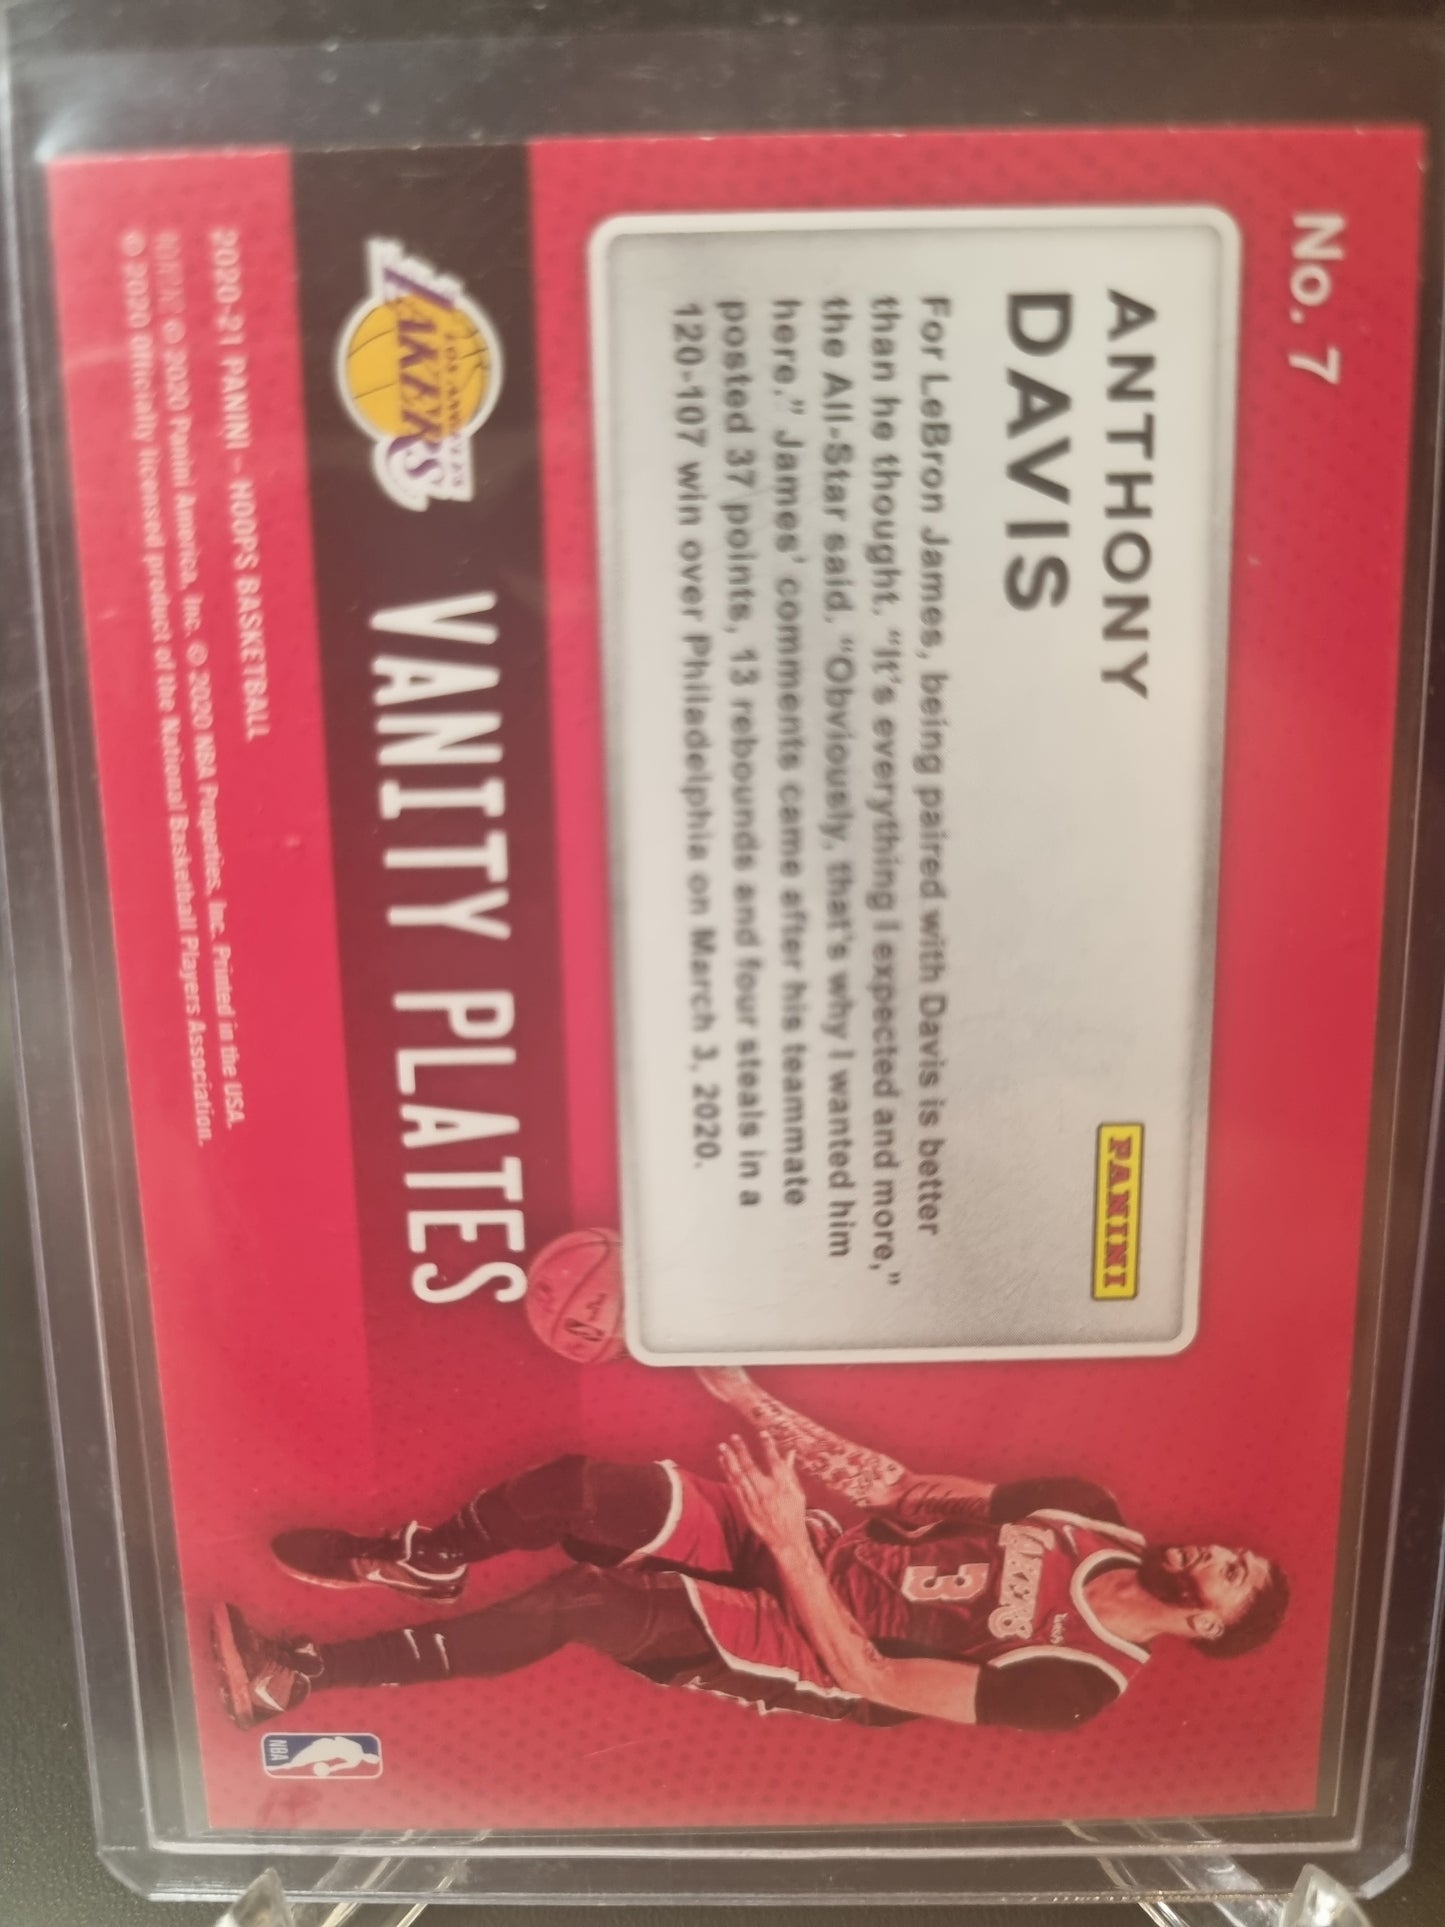 No. 7
ANTHONY
DAVIS
PANINI
For LeBron James, being paired with Davis is better
than he thought. "It's everything I expected and more,"
the All-Star said. "Obviously, that's why I wanted him
here." James' comments came after his teammate
posted 37 points, 13 rebounds and four steals in a
120-107 win over Philadelphia on March 3, 2020.
LOS ANGELES
LAKERS
VANITY PLATES
2020-21 PANINI – HOOPS BASKETBALL
© 2020 Panini America, Inc. © 2020 NBA Properties, Inc. Printed in the USA.
© 2020 Officially licensed product of the National Basketball Players Association.
LAKERS
3
NBA